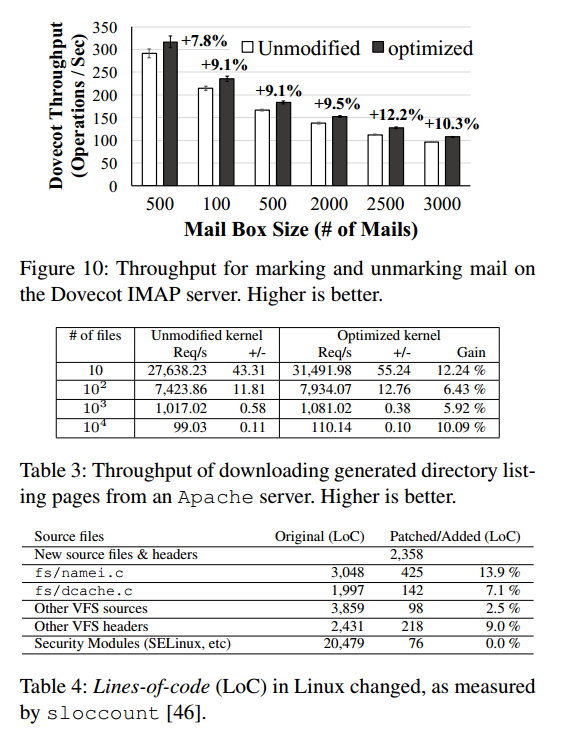 Dovecot Throughput
(Operations / Sec)
350
300
250
200
150
100
50
0
+7.8%
Unmodified
optimized
+9.1%
+9.1%
+9.5%
+12.2%
+10.3%
500 100 500 2000 2500 3000
Mail Box Size (# of Mails)
Figure 10: Throughput for marking and unmarking mail on
the Dovecot IMAP server. Higher is better.
# of files Unmodified kernel Optimized kernel
Req/s +/- Req/s +/- Gain
10 27,638.23 43.31 31,491.98 55.24 12.24 %
10² 7,423.86 11.81 7,934.07 12.76 6.43 %
10³ 1,017.02 0.58 1,081.02 0.38 5.92 %
10⁴ 99.03 0.11 110.14 0.10 10.09 %
Table 3: Throughput of downloading generated directory list-
ing pages from an Apache server. Higher is better.
Source files Original (LoC) Patched/Added (LoC)
New source files & headers 2,358
fs/namei.c 3,048 425 13.9 %
fs/dcache.c 1,997 142 7.1 %
Other VFS sources 3,859 98 2.5 %
Other VFS headers 2,431 218 9.0 %
Security Modules (SELinux, etc) 20,479 76 0.0 %
Table 4: Lines-of-code (LoC) in Linux changed, as measured
by sloccount [46].